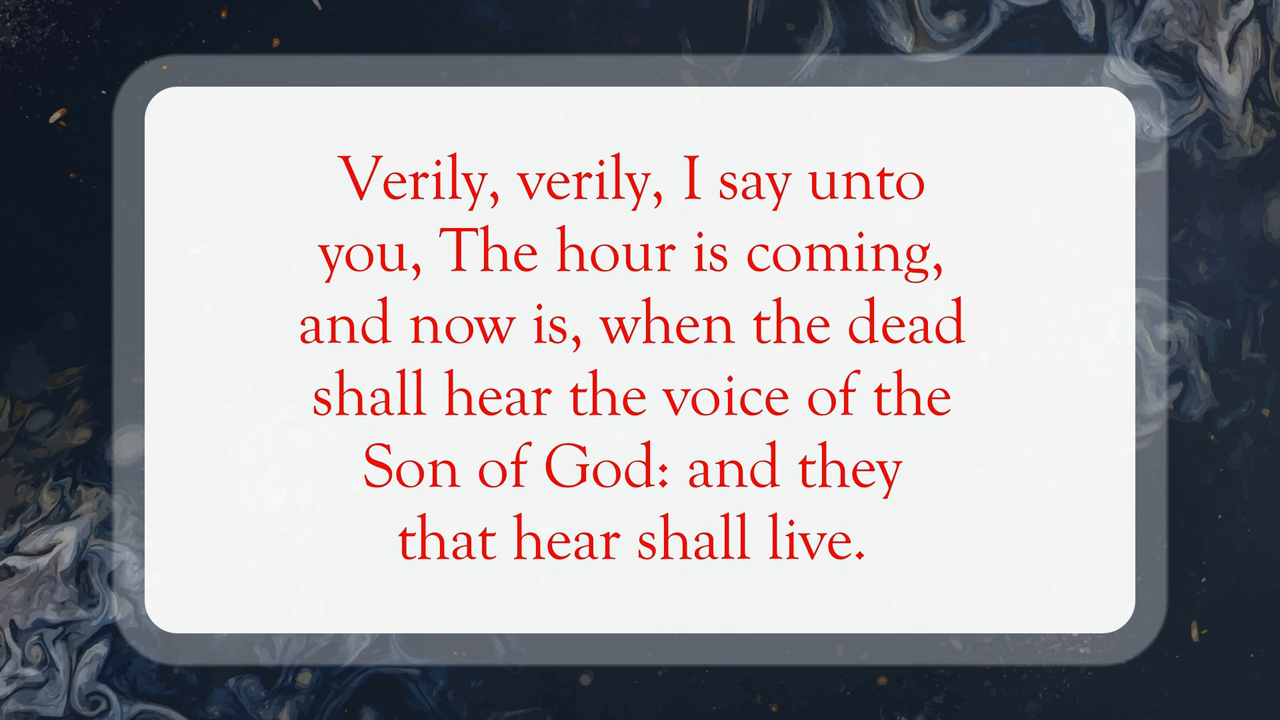 Verily, verily, I say unto
you, The hour is coming,
and now is, when the dead
shall hear the voice of the
Son of God: and they
that hear shall live.